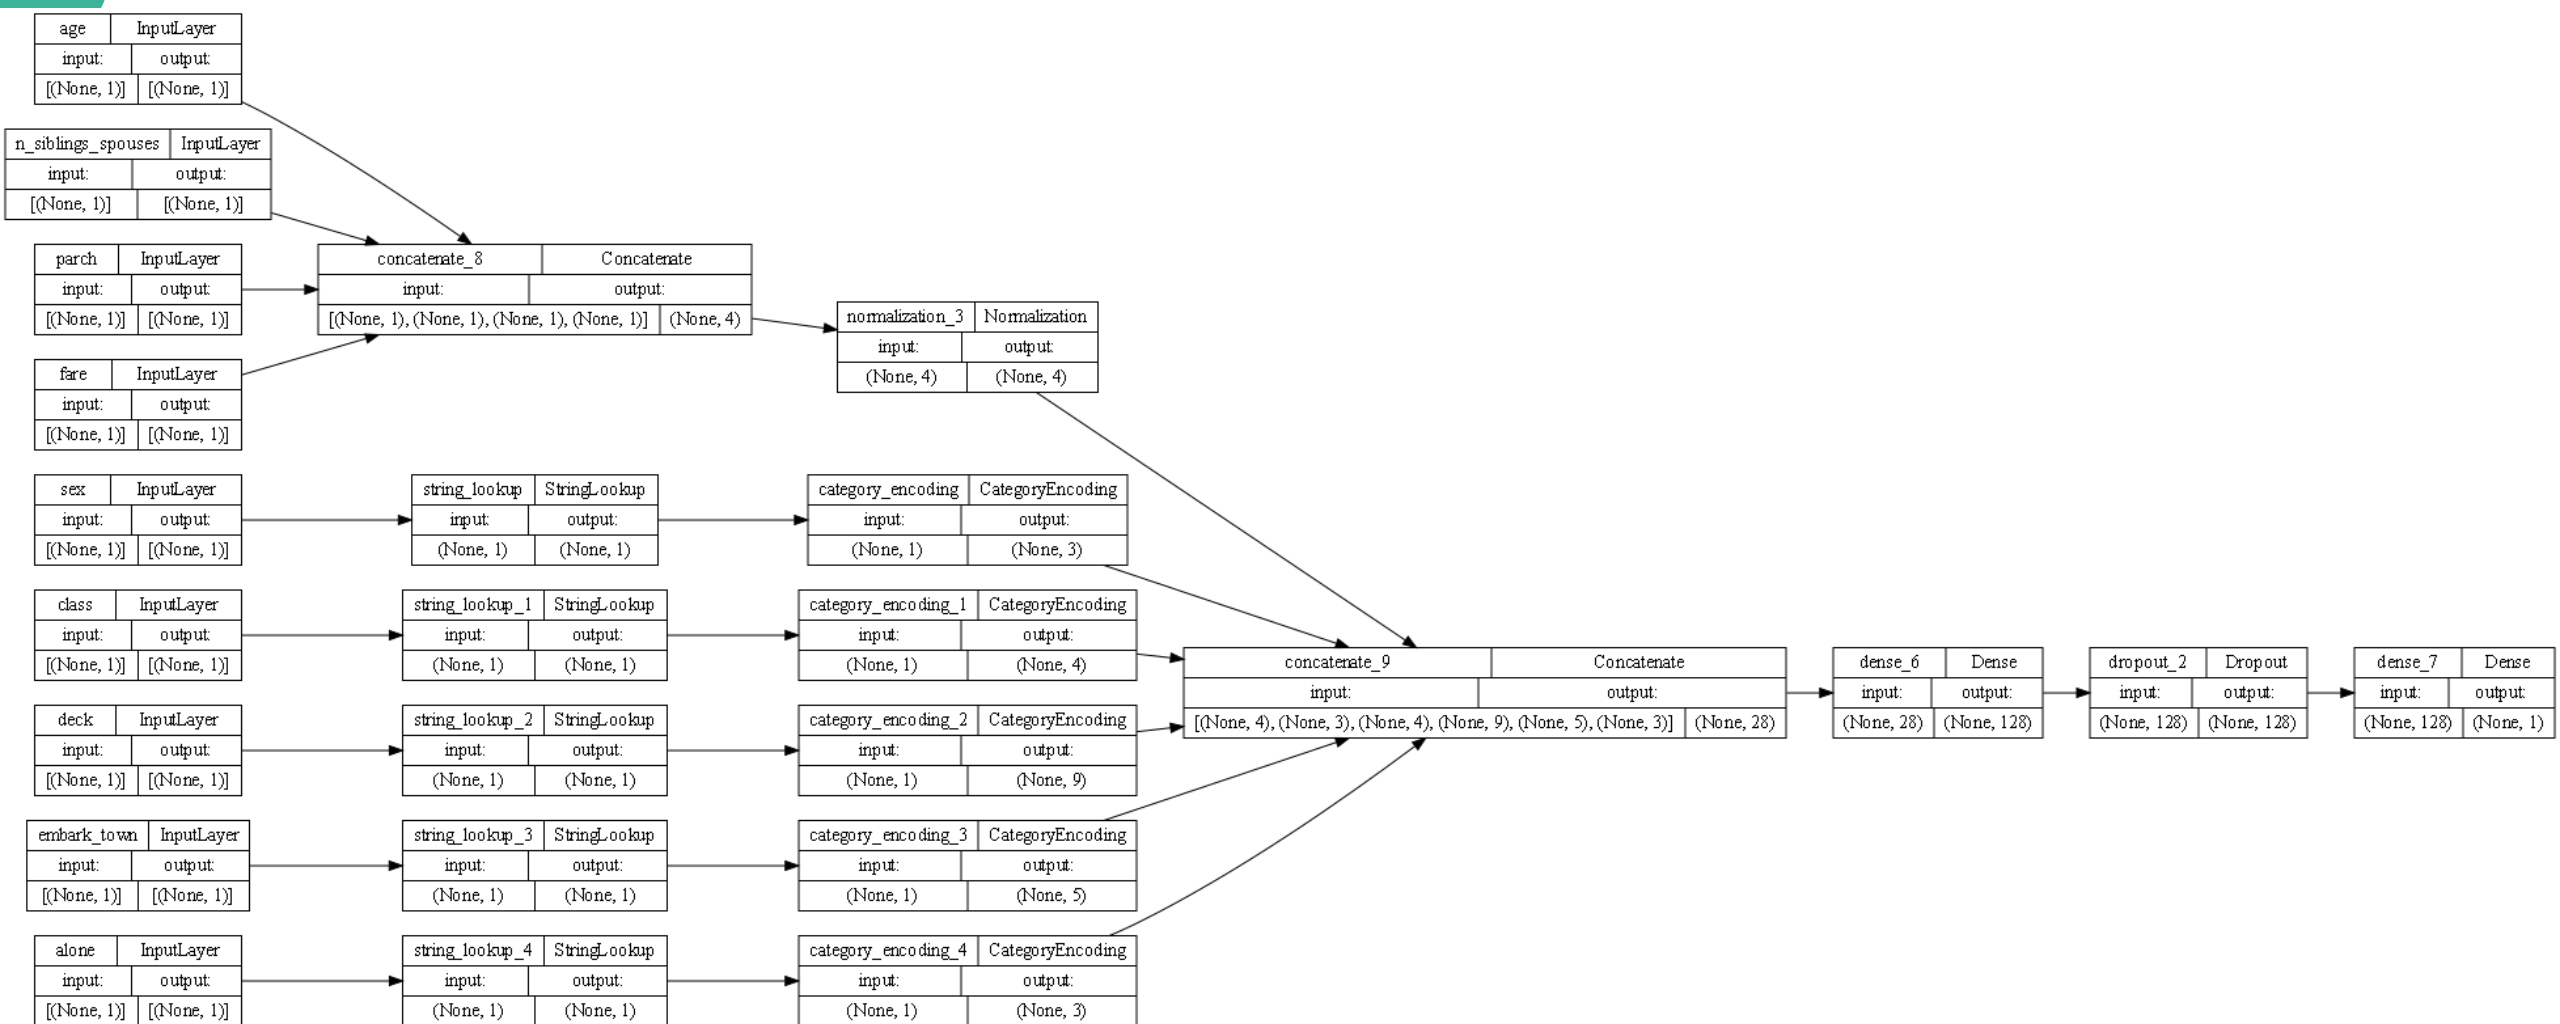 age InputLayer
input: output:
[(None, 1)] [(None, 1)]
n_siblings_spouses InputLayer
input: output:
[(None, 1)] [(None, 1)]
parch InputLayer
input: output:
[(None, 1)] [(None, 1)]
concatenate_8 Concatenate
input: output:
[(None, 1), (None, 1), (None, 1), (None, 1)] (None, 4)
normalization_3 Normalization
input: output:
(None, 4) (None, 4)
fare InputLayer
input: output:
[(None, 1)] [(None, 1)]
sex InputLayer
input: output:
[(None, 1)] [(None, 1)]
string_lookup StringLookup
input: output:
(None, 1) (None, 1)
category_encoding CategoryEncoding
input: output:
(None, 1) (None, 3)
class InputLayer
input: output:
[(None, 1)] [(None, 1)]
string_lookup_1 StringLookup
input: output:
(None, 1) (None, 1)
category_encoding_1 CategoryEncoding
input: output:
(None, 1) (None, 4)
deck InputLayer
input: output:
[(None, 1)] [(None, 1)]
string_lookup_2 StringLookup
input: output:
(None, 1) (None, 1)
category_encoding_2 CategoryEncoding
input: output:
(None, 1) (None, 9)
embark_town InputLayer
input: output:
[(None, 1)] [(None, 1)]
string_lookup_3 StringLookup
input: output:
(None, 1) (None, 1)
category_encoding_3 CategoryEncoding
input: output:
(None, 1) (None, 5)
alone InputLayer
input: output:
[(None, 1)] [(None, 1)]
string_lookup_4 StringLookup
input: output:
(None, 1) (None, 1)
category_encoding_4 CategoryEncoding
input: output:
(None, 1) (None, 3)
concatenate_9 Concatenate
input: output:
[(None, 4), (None, 3), (None, 4), (None, 9), (None, 5), (None, 3)] (None, 28)
dense_6 Dense
input: output:
(None, 28) (None, 128)
dropout_2 Dropout
input: output:
(None, 128) (None, 128)
dense_7 Dense
input: output:
(None, 128) (None, 1)